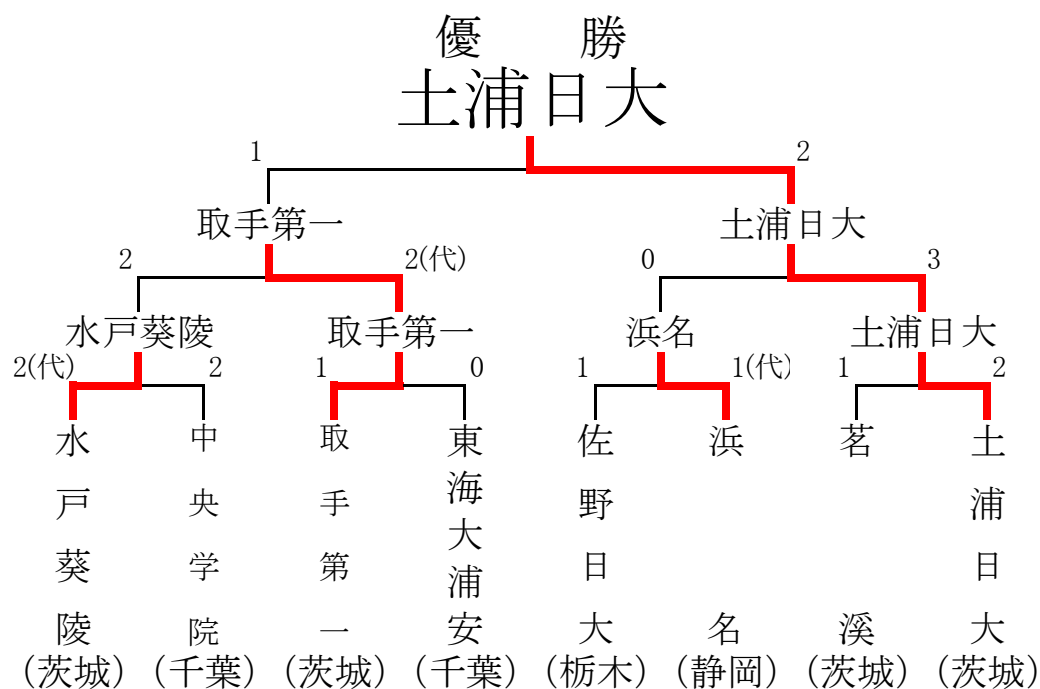 優 勝
土浦日大
1 2
取手第一 土浦日大
2 2(代) 0 3
水戸葵陵 取手第一 浜名 土浦日大
2(代) 2 1 0 1 1(代) 1 2
水戸葵陵
中央学院
取手第一
東海大浦安
佐野日大
浜名
茗溪
土浦日大
(茨城) (千葉) (茨城) (千葉) (栃木) (静岡) (茨城) (茨城)